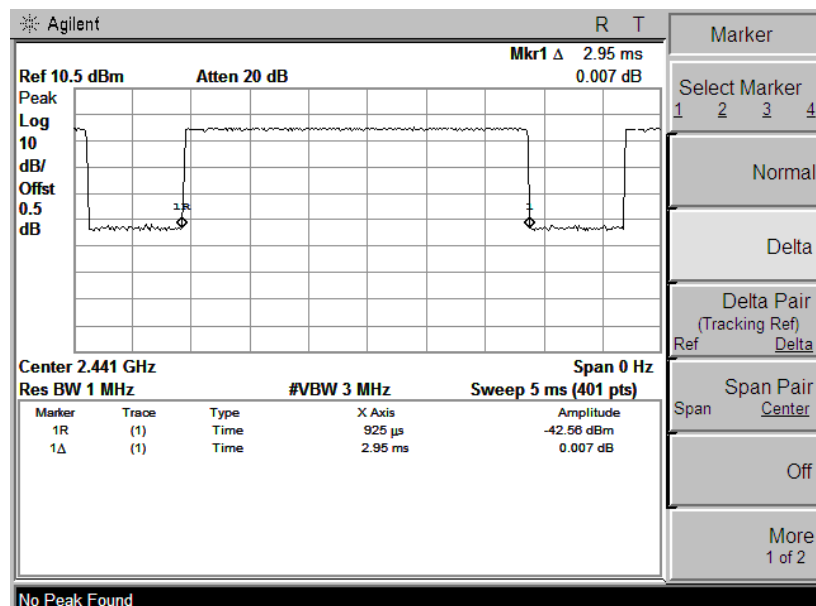 Agilent R T
Mkr1 Δ 2.95 ms
Ref 10.5 dBm Atten 20 dB 0.007 dB
Peak
Log
10
dB/
Offst
0.5
dB
1R
1
Center 2.441 GHz Span 0 Hz
Res BW 1 MHz #VBW 3 MHz Sweep 5 ms (401 pts)
Marker Trace Type X Axis Amplitude
1R (1) Time 925 µs -42.56 dBm
1Δ (1) Time 2.95 ms 0.007 dB
No Peak Found
Marker
Select Marker
1 2 3 4
Normal
Delta
Delta Pair
(Tracking Ref)
Ref Delta
Span Pair
Span Center
Off
More
1 of 2